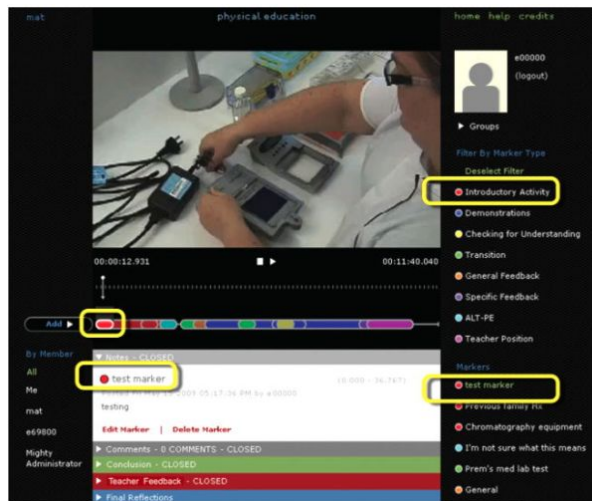 mat
physical education
home help credits
e00000
(logout)
▶ Groups
Filter By Marker Type
Deselect Filter
Introductory Activity
Demonstrations
Checking for Understanding
Transition
General Feedback
Specific Feedback
ALT-PE
Teacher Position
00:00:12.931
00:11:40.040
Add ▶
By Member
All
Me
mat
e69800
Mighty
Administrator
▼ Notes - CLOSED
test marker
testing
Edit Marker | Delete Marker
▶ Comments - 0 COMMENTS - CLOSED
▶ Conclusion - CLOSED
▶ Teacher Feedback - CLOSED
▶ Final Reflections
Markers
test marker
Previous family Hx
Chromatography equipment
I'm not sure what this means
Prem's med lab test
General